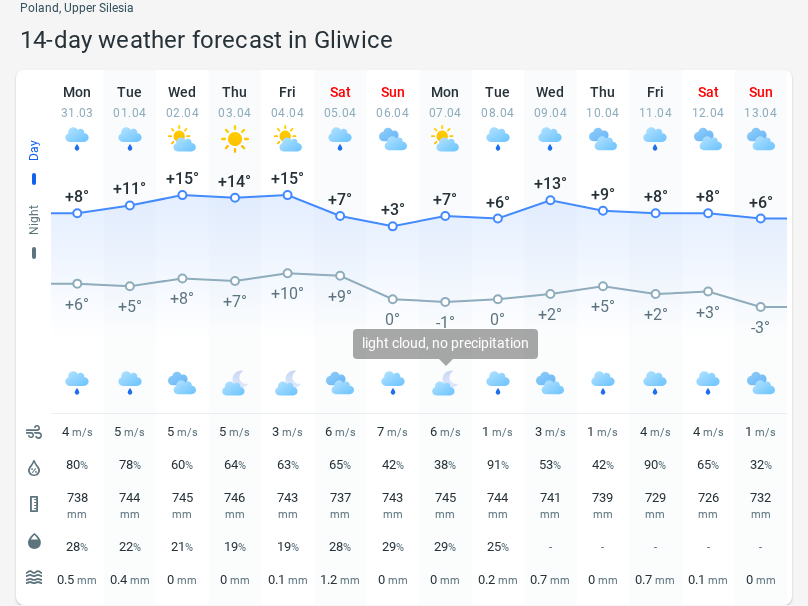 Poland, Upper Silesia
14-day weather forecast in Gliwice
Mon Tue Wed Thu Fri Sat Sun Mon Tue Wed Thu Fri Sat Sun
31.03 01.04 02.04 03.04 04.04 05.04 06.04 07.04 08.04 09.04 10.04 11.04 12.04 13.04
Day
+8° +11° +15° +14° +15° +7° +3° +7° +6° +13° +9° +8° +8° +6°
Night
+6° +5° +8° +7° +10° +9° 0° -1° 0° +2° +5° +2° +3° -3°
light cloud, no precipitation
4 m/s 5 m/s 5 m/s 5 m/s 3 m/s 6 m/s 7 m/s 6 m/s 1 m/s 3 m/s 1 m/s 4 m/s 4 m/s 1 m/s
80% 78% 60% 64% 63% 65% 42% 38% 91% 53% 42% 90% 65% 32%
738 744 745 746 743 737 743 745 744 741 739 729 726 732
mm mm mm mm mm mm mm mm mm mm mm mm mm mm
28% 22% 21% 19% 19% 28% 29% 29% 25% - - - - -
0.5 mm 0.4 mm 0 mm 0 mm 0.1 mm 1.2 mm 0 mm 0 mm 0.2 mm 0.7 mm 0 mm 0.7 mm 0.1 mm 0 mm